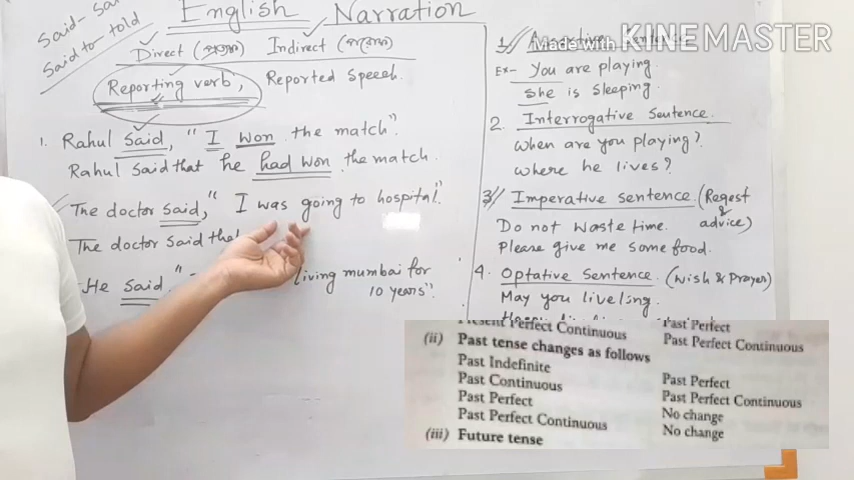 Said - Sa
Said to - told
English Narration
Direct (প্রত্যক্ষ) Indirect (পরোক্ষ)
Reporting verb, Reported Speech.
1. Rahul Said, "I won the match".
Rahul Said that he had won the match.
The doctor said, "I was going to hospital."
The doctor said that
He said. living mumbai for
10 years".
1. Assertive sentence
Ex- You are playing.
She is sleeping.
2. Interrogative Sentence.
When are you playing?
Where he lives?
3. Imperative sentence (Reqest
& advice)
Do not waste time.
Please give me some food.
4. Optative Sentence. (Wish & Prayer)
May you live long.
Made with KINEMASTER
Present Perfect Continuous Past Perfect
Past Perfect Continuous
(ii) Past tense changes as follows
Past Indefinite Past Perfect
Past Continuous Past Perfect Continuous
Past Perfect No change
Past Perfect Continuous No change
(iii) Future tense